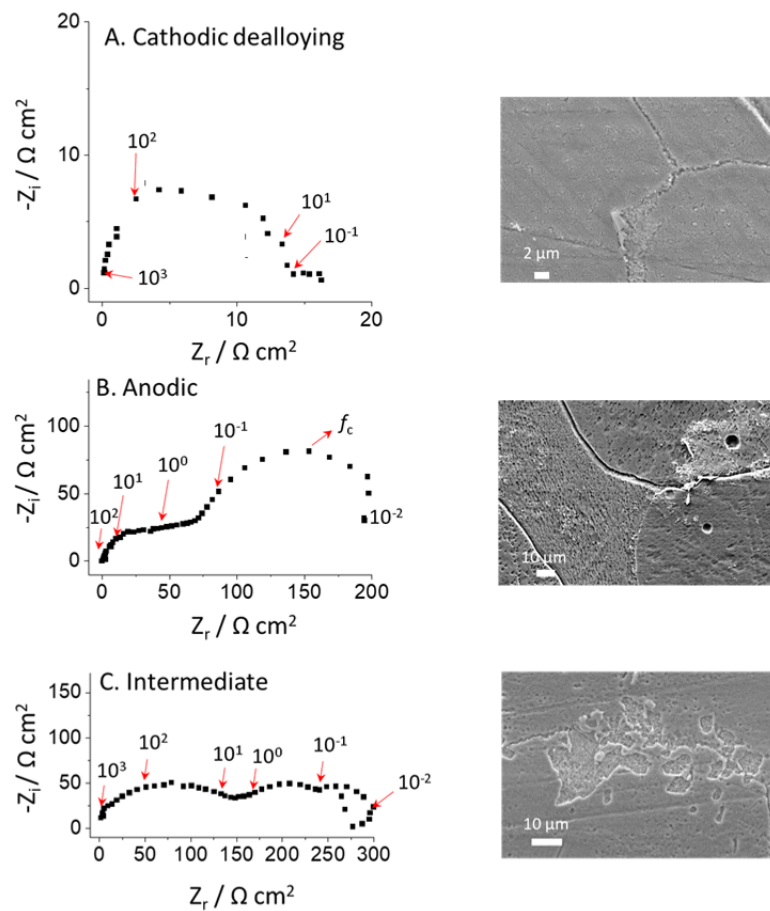 A. Cathodic dealloying
20
10
0
-Zᵢ / Ω cm²
10²
10¹
10⁻¹
10³
0 10 20
Zᵣ / Ω cm²
2 µm
B. Anodic
100
50
0
-Zᵢ / Ω cm²
10²
10¹
10⁰
10⁻¹
f_c
10⁻²
0 50 100 150 200
Zᵣ / Ω cm²
10 µm
C. Intermediate
150
100
50
0
-Zᵢ / Ω cm²
10³
10²
10¹
10⁰
10⁻¹
10⁻²
0 50 100 150 200 250 300
Zᵣ / Ω cm²
10 µm